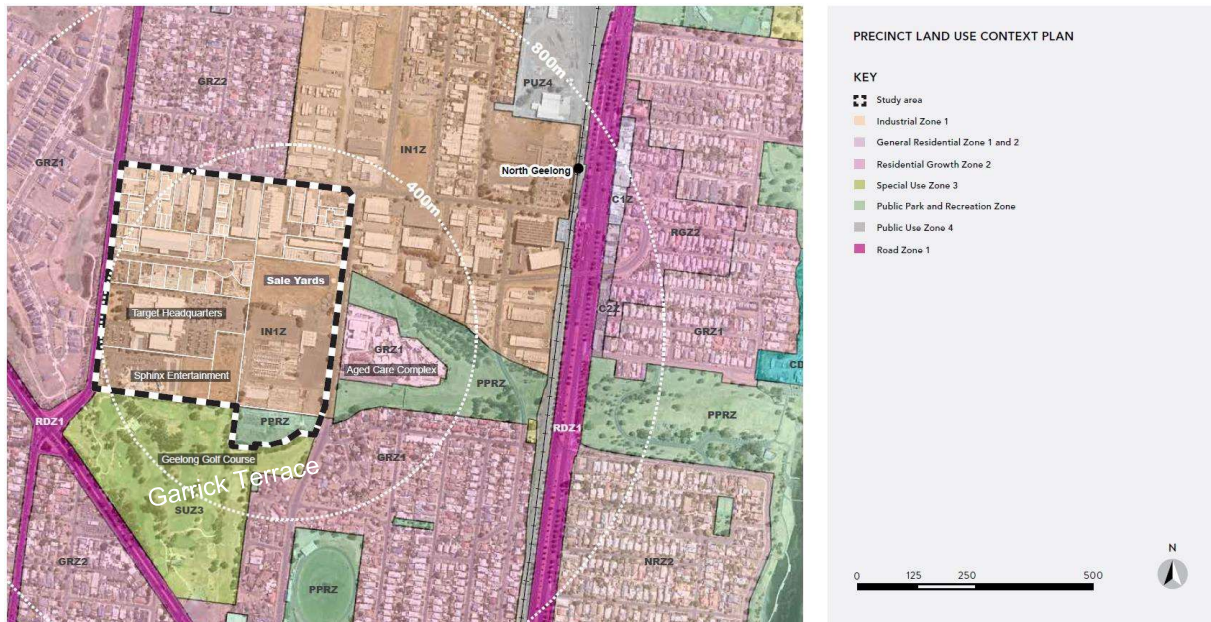 GRZ2
800m
PUZ4
GRZ1
IN1Z
North Geelong
400m
C1Z
RGZ2
Sale Yards
Target Headquarters
IN1Z
C2Z
GRZ1
GRZ1
Sphinx Entertainment
Aged Care Complex
CD
PPRZ
PPRZ
RDZ1
PPRZ
RDZ1
Geelong Golf Course
GRZ1
Garrick Terrace
SUZ3
GRZ2
NRZ2
PPRZ
PRECINCT LAND USE CONTEXT PLAN
KEY
Study area
Industrial Zone 1
General Residential Zone 1 and 2
Residential Growth Zone 2
Special Use Zone 3
Public Park and Recreation Zone
Public Use Zone 4
Road Zone 1
N
0 125 250 500